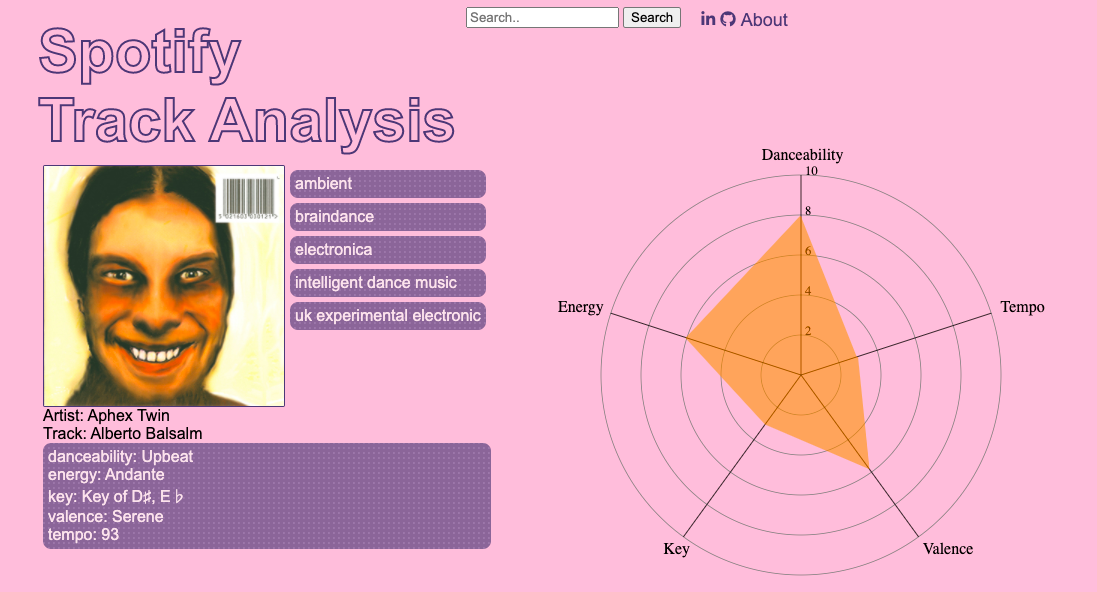 Search..
Search
in
About
Spotify
Track Analysis
ambient
braindance
electronica
intelligent dance music
uk experimental electronic
Artist: Aphex Twin
Track: Alberto Balsalm
danceability: Upbeat
energy: Andante
key: Key of D♯, E♭
valence: Serene
tempo: 93
Danceability
10
8
6
4
2
Energy
Tempo
Key
Valence